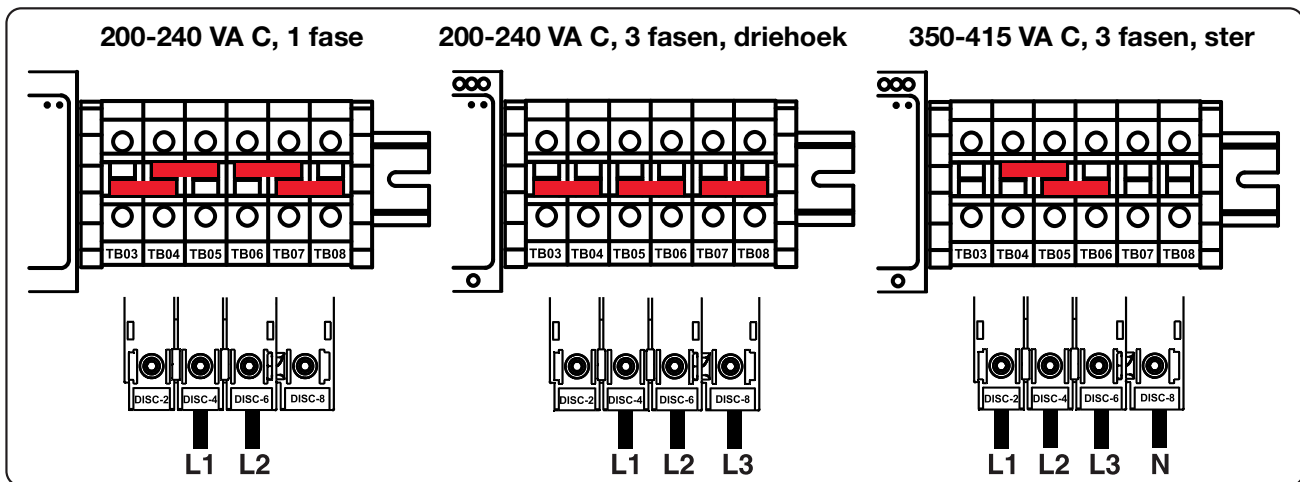 200-240 VA C, 1 fase
TB03 TB04 TB05 TB06 TB07 TB08
DISC-2 DISC-4 DISC-6 DISC-8
L1 L2
200-240 VA C, 3 fasen, driehoek
TB03 TB04 TB05 TB06 TB07 TB08
DISC-2 DISC-4 DISC-6 DISC-8
L1 L2 L3
350-415 VA C, 3 fasen, ster
TB03 TB04 TB05 TB06 TB07 TB08
DISC-2 DISC-4 DISC-6 DISC-8
L1 L2 L3 N